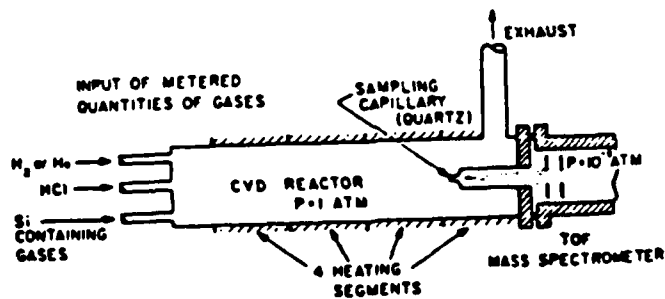 EXHAUST
INPUT OF METERED
QUANTITIES OF GASES
SAMPLING
CAPILLARY
(QUARTZ)
H2 or He
HCl
Si
CONTAINING
GASES
CVD REACTOR
P=1 ATM
ATM
4 HEATING
SEGMENTS
TOF
MASS SPECTROMETER